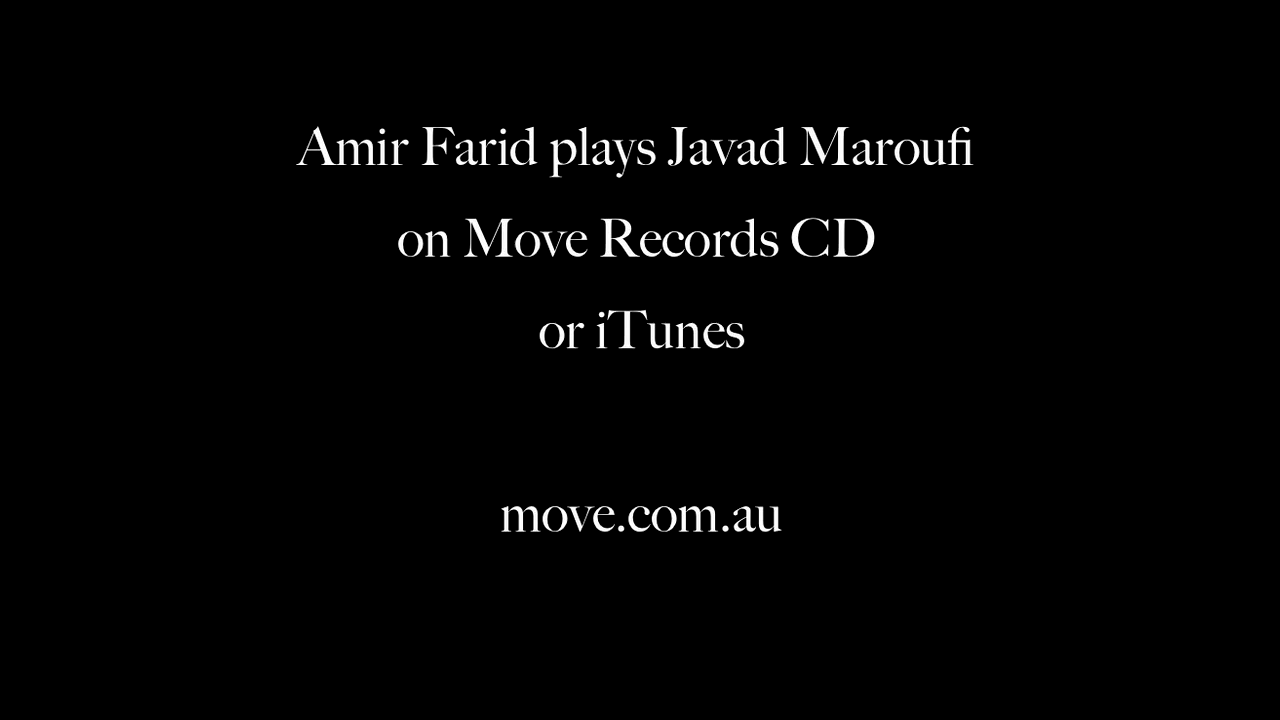 Amir Farid plays Javad Maroufi
on Move Records CD
or iTunes
move.com.au